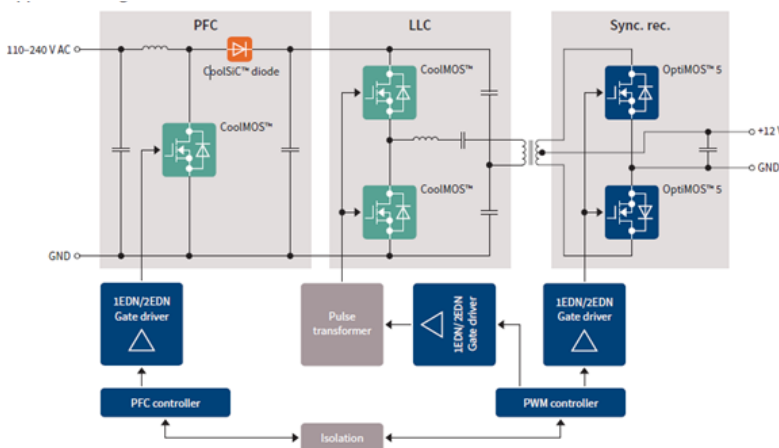 PFC
LLC
Sync. rec.
110–240 V AC
CoolSiC™ diode
CoolMOS™
CoolMOS™
CoolMOS™
OptiMOS™ 5
OptiMOS™ 5
+12 V
GND
GND
1EDN/2EDN
Gate driver
Pulse
transformer
1EDN/2EDN
Gate driver
1EDN/2EDN
Gate driver
PFC controller
PWM controller
Isolation